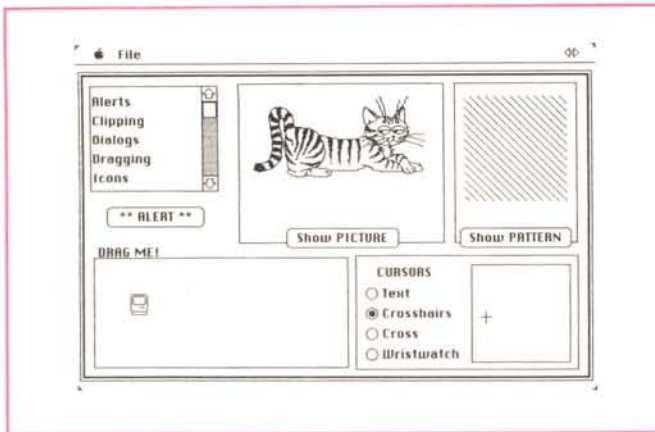 File
Alerts
Clipping
Dialogs
Dragging
Icons
** ALERT **
Show PICTURE
Show PATTERN
DRAG ME!
CURSORS
Text
Crosshairs
Cross
Wristwatch